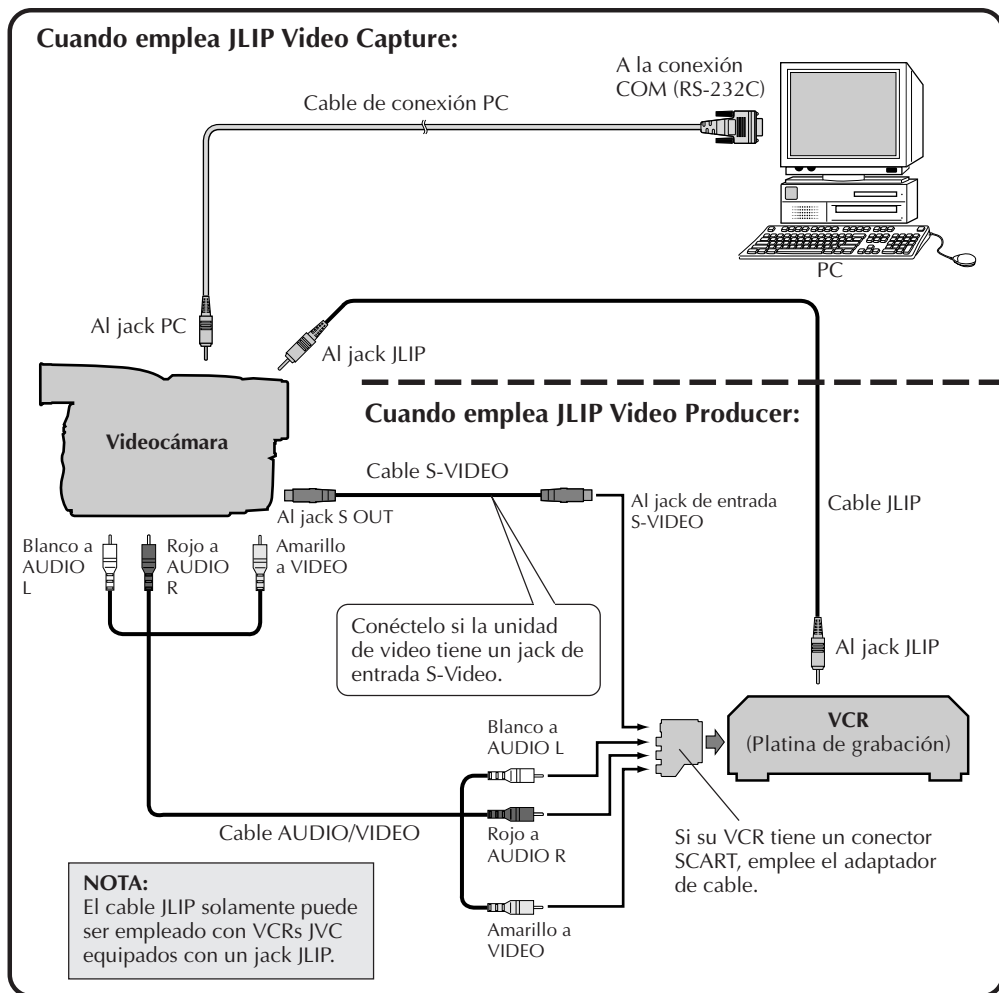 Cuando emplea JLIP Video Capture:
A la conexión
COM (RS-232C)
Cable de conexión PC
PC
Al jack PC
Al jack JLIP
Cuando emplea JLIP Video Producer:
Videocámara
Cable S-VIDEO
Al jack S OUT
Al jack de entrada
S-VIDEO
Cable JLIP
Blanco a
AUDIO
L
Rojo a
AUDIO
R
Amarillo
a VIDEO
Conéctelo si la unidad
de video tiene un jack de
entrada S-Video.
Al jack JLIP
VCR
(Platina de grabación)
Blanco a
AUDIO L
Cable AUDIO/VIDEO
Rojo a
AUDIO R
Si su VCR tiene un conector
SCART, emplee el adaptador
de cable.
Amarillo a
VIDEO
NOTA:
El cable JLIP solamente puede
ser empleado con VCRs JVC
equipados con un jack JLIP.